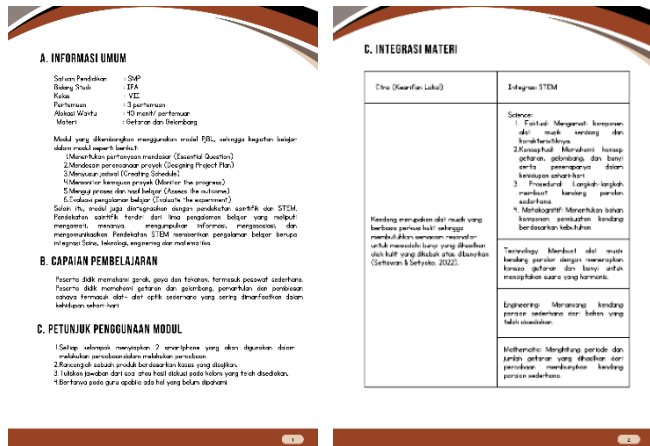 A. INFORMASI UMUM
Satuan Pendidikan : SMP
Bidang Studi : IPA
Kelas : VII
Pertemuan : 3 pertemuan
Alokasi Waktu : 40 menit/ pertemuan
Materi : Getaran dan Gelombang
Modul yang dikembangkan menggunakan model PjBL, sehingga kegiatan belajar
dalam modul seperti berikut:
1.Menentukan pertanyaan mendasar (Essential Question)
2.Mendesain perencanaan proyek (Designing Project Plan)
3.Menyusun jadwal (Creating Schedule)
4.Memonitor kemajuan proyek (Monitor the progress)
5.Menguji proses dan hasil belajar (Assess the outcome)
6.Evaluasi pengalaman belajar (Evaluate the experiment)
Selain itu, modul juga diintegrasikan dengan pendekatan saintifik dan STEM.
Pendekatan saintifik terdiri dari lima pengalaman belajar yang meliputi
mengamati, menanya, mengumpulkan informasi, mengasosiasi, dan
mengkomunikasikan. Pendekatan STEM memberikan pengalaman belajar berupa
integrasi Sains, teknologi, enginering dan matematika.
B. CAPAIAN PEMBELAJARAN
Peserta didik memahami gerak, gaya dan tekanan, termasuk pesawat sederhana.
Peserta didik memahami getaran dan gelombang, pemantulan dan pembiasan
cahaya termasuk alat- alat optik sederhana yang sering dimanfaatkan dalam
kehidupan sehari-hari
C. PETUNJUK PENGGUNAAN MODUL
1.Setiap kelompok menyiapkan 2 smartphone yang akan digunakan dalam
melakukan percobaan.dalam melakukan percobaan.
2.Rancanglah sebuah produk berdasarkan kasus yang disajikan.
3.Tuliskan jawaban dari soal atau hasil diskusi pada kolom yang telah disediakan.
4.Bertanya pada guru apabila ada hal yang belum dipahami
1
C. INTEGRASI MATERI
Etno (Kearifan Lokal)
Integrasi STEM
Kendang merupakan alat musik yang
berbasis perkusi kulit sehingga
membutuhkan semacam resonator
untuk mewadahi bunyi yang dihasilkan
oleh kulit yang ditabuh atau dibunyikan
(Setiawan & Setyoko, 2022).
Science:
1. Faktual: Mengamati komponen
alat musik kendang dan
karakteristiknya.
2.Konseptual: Memahami konsep
getaran, gelombang, dan bunyi
serta penerapannya dalam
kehidupan sehari-hari.
3. Prosedural: Langkah-langkah
membuat kendang paralon
sederhana.
4. Metakognitif: Menentukan bahan
komponen pembuatan kendang
berdasarkan kebutuhan
Technology: Membuat alat musik
kendang paralon dengan menerapkan
konsep getaran dan bunyi untuk
menciptakan suara yang harmonis.
Engineering: Merancang kendang
paralon sederhana dari bahan yang
telah disediakan.
Mathematic: Menghitung periode dan
jumlah getaran yang dihasilkan dari
percobaan membunyikan kendang
paralon sederhana.
2